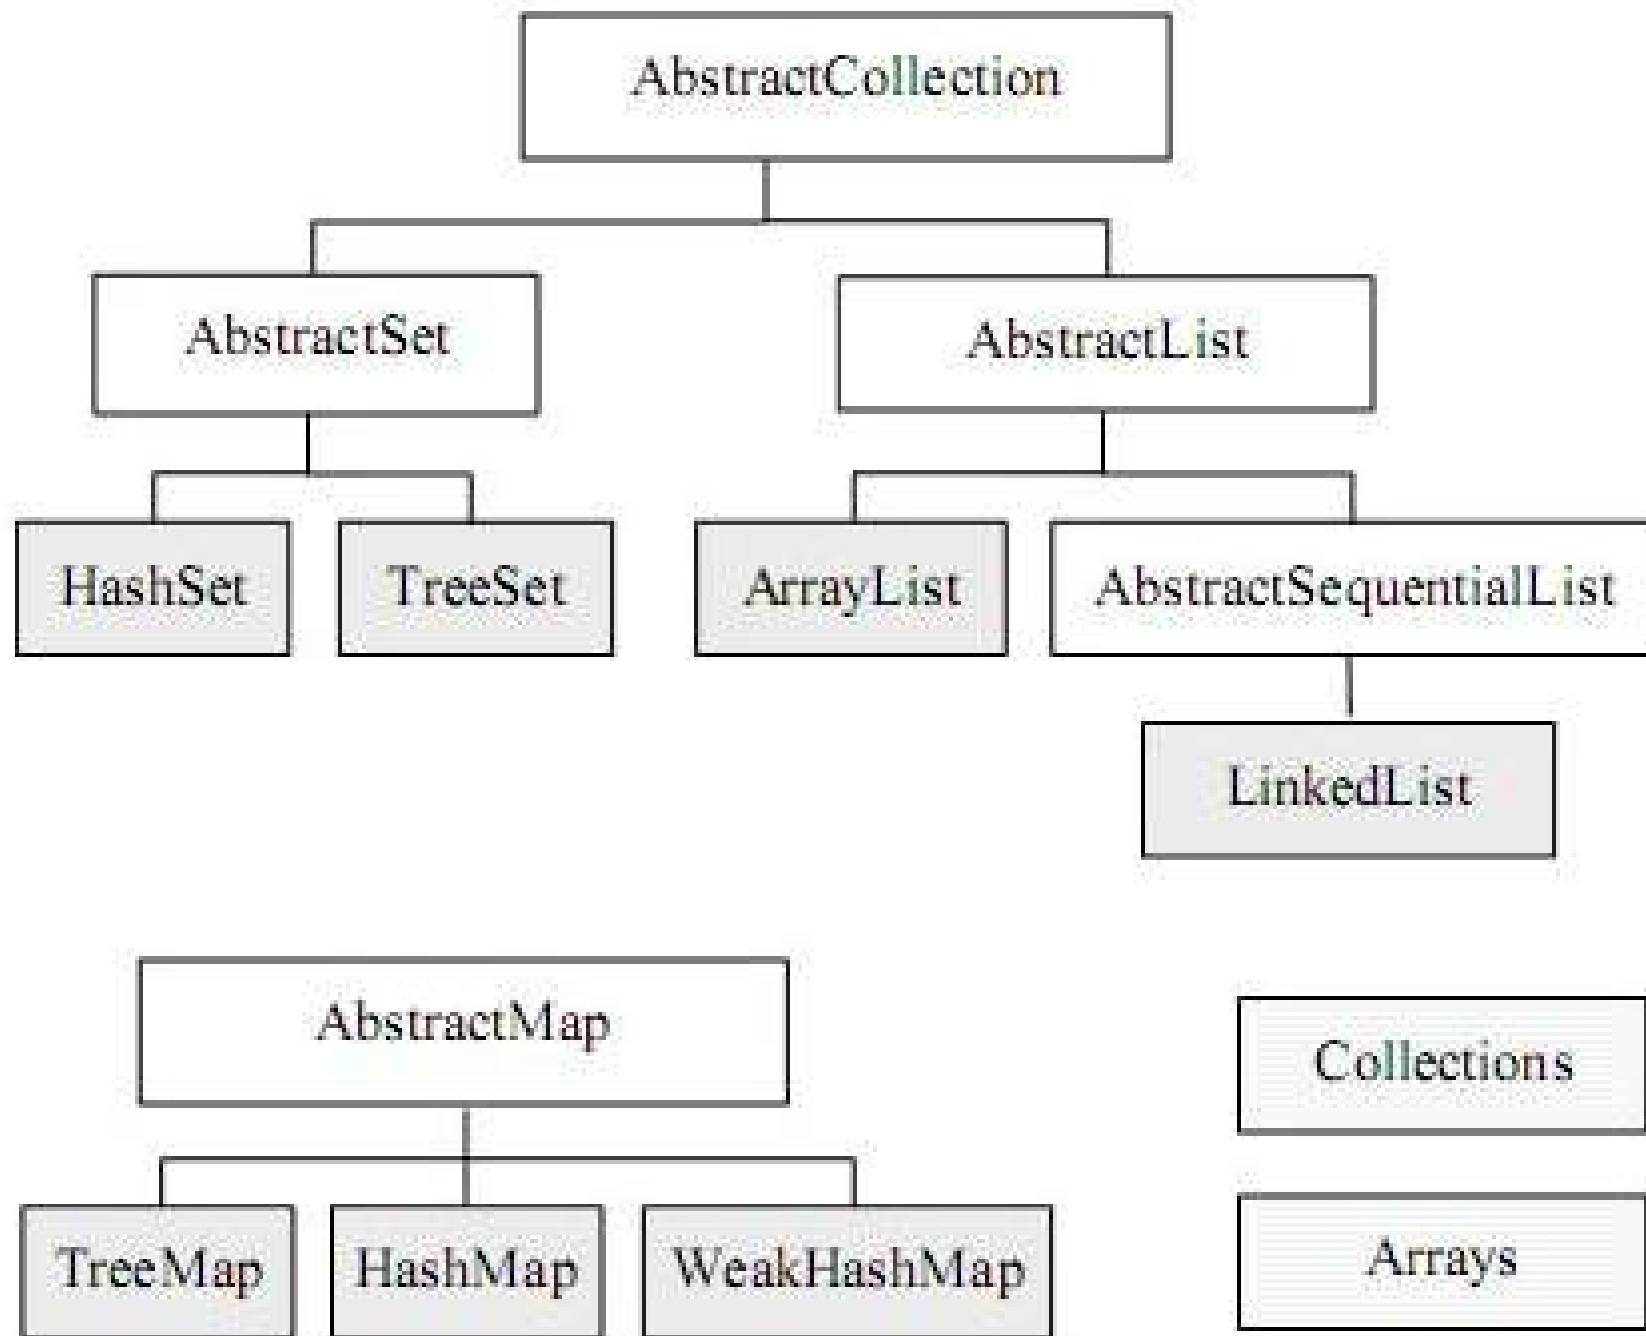 AbstractCollection
AbstractSet
AbstractList
HashSet
TreeSet
ArrayList
AbstractSequentialList
LinkedList
AbstractMap
Collections
Arrays
TreeMap
HashMap
WeakHashMap